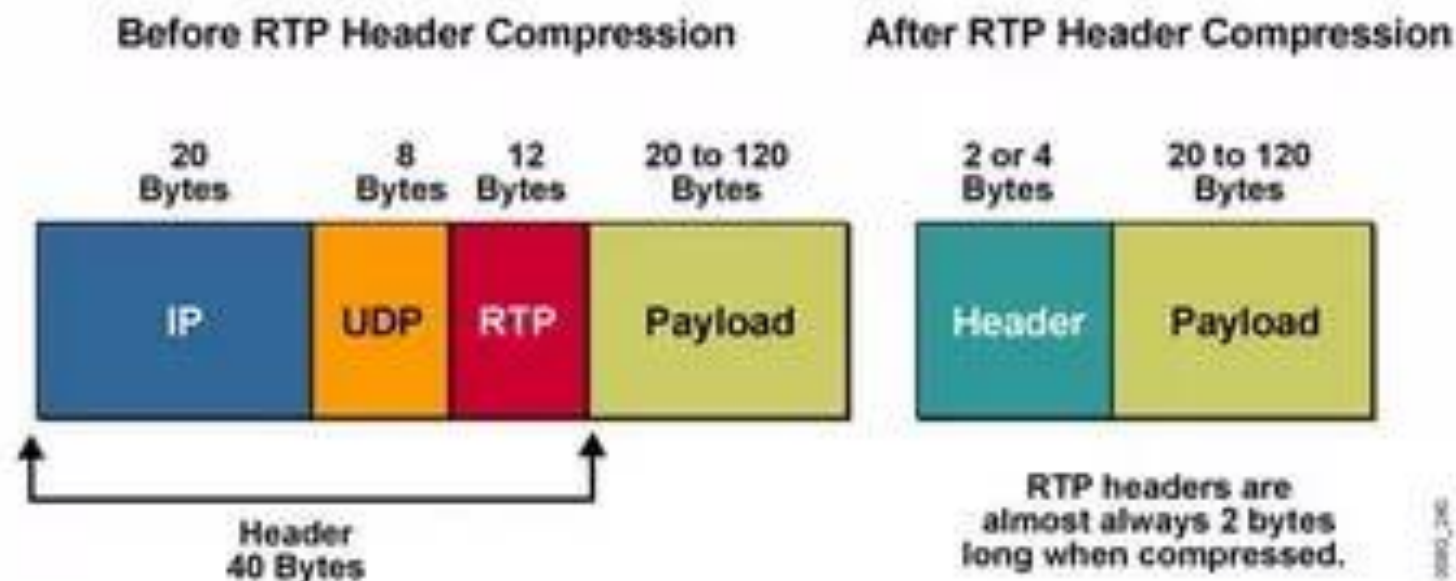 Before RTP Header Compression
After RTP Header Compression
20
Bytes
8
Bytes
12
Bytes
20 to 120
Bytes
2 or 4
Bytes
20 to 120
Bytes
IP
UDP
RTP
Payload
Header
Payload
Header
40 Bytes
RTP headers are
almost always 2 bytes
long when compressed.